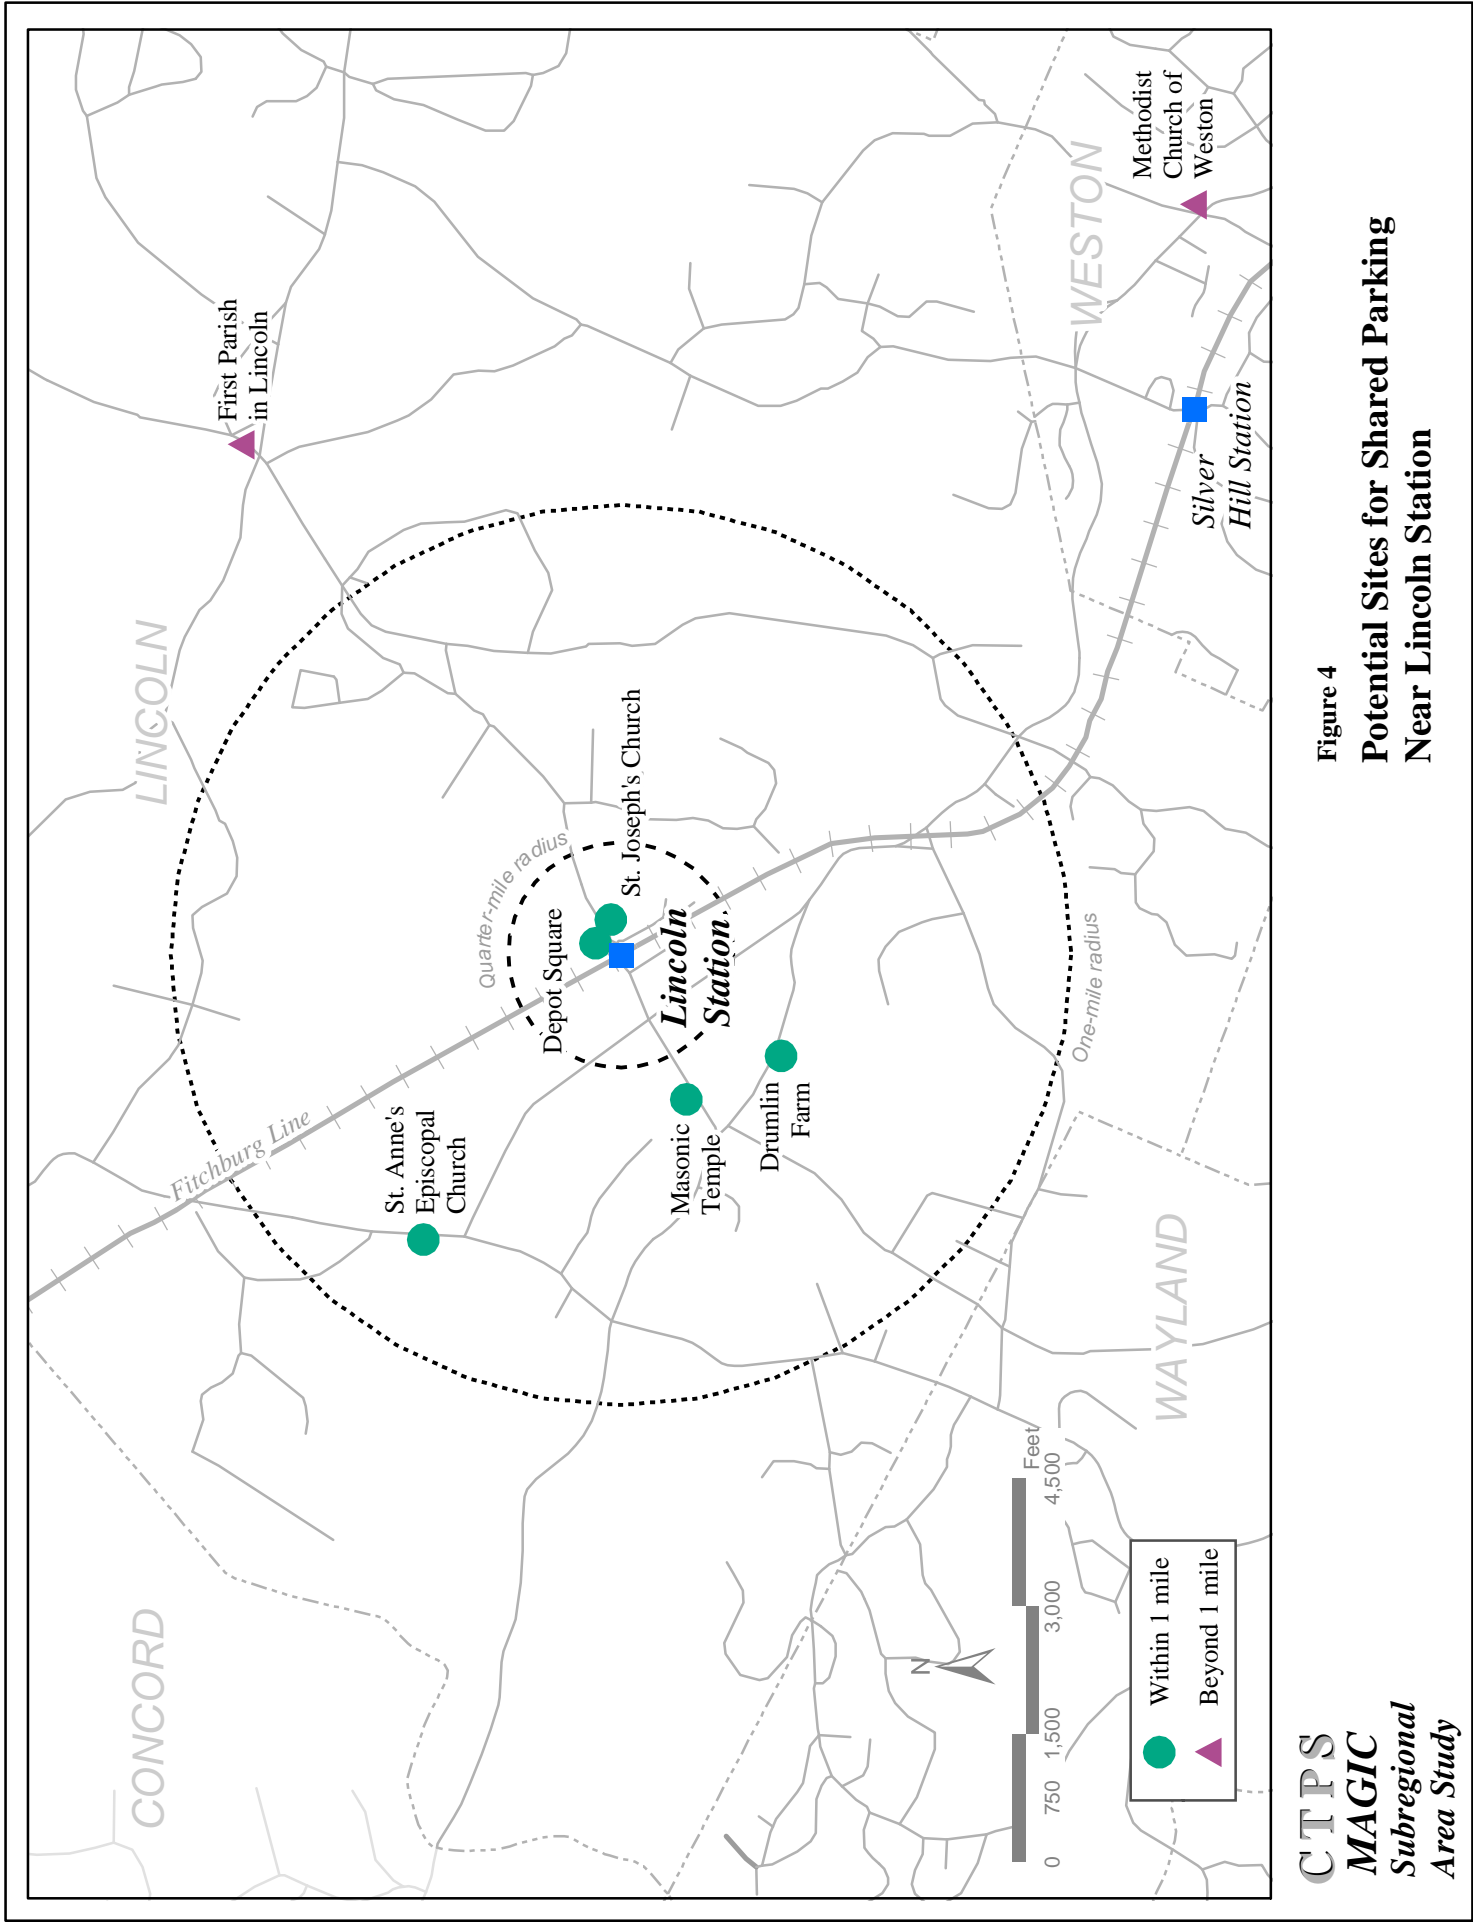 CONCORD
LINCOLN
First Parish
in Lincoln
Fitchburg Line
St. Anne's
Episcopal
Church
Quarter-mile radius
Depot Square
St. Joseph's Church
Lincoln
Station
Masonic
Temple
Drumlin
Farm
One-mile radius
WESTON
Methodist
Church of
Weston
Silver
Hill Station
WAYLAND
N
Feet
0
750
1,500
3,000
4,500
Within 1 mile
Beyond 1 mile
CTPS
MAGIC
Subregional
Area Study
Figure 4
Potential Sites for Shared Parking
Near Lincoln Station